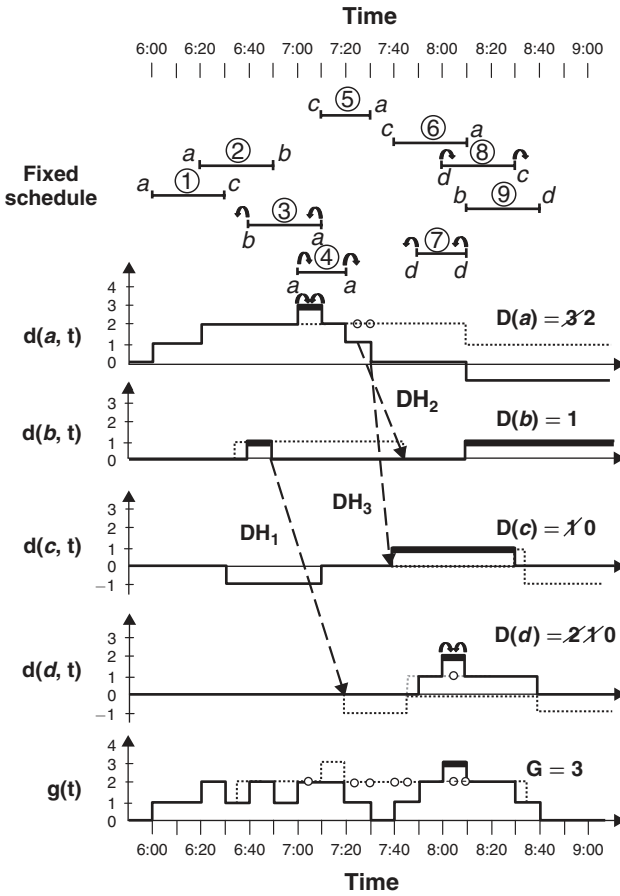 Time
6:00 6:20 6:40 7:00 7:20 7:40 8:00 8:20 8:40 9:00
c ⑤ a
c ⑥ a
a ② b
d ⑧ c
Fixed schedule
a ① c
b ⑨ d
b ③ a
d ⑦ d
a ④ a
4
3
2
1
0
d(a, t)
D(a) = 3̸ 2
DH₂
3
2
1
0
d(b, t)
D(b) = 1
DH₁
DH₃
3
2
1
0
−1
d(c, t)
D(c) = 1̸ 0
3
2
1
0
−1
d(d, t)
D(d) = 2̸ 1̸ 0
4
3
2
1
0
g(t)
G = 3
6:00 6:20 6:40 7:00 7:20 7:40 8:00 8:20 8:40 9:00
Time